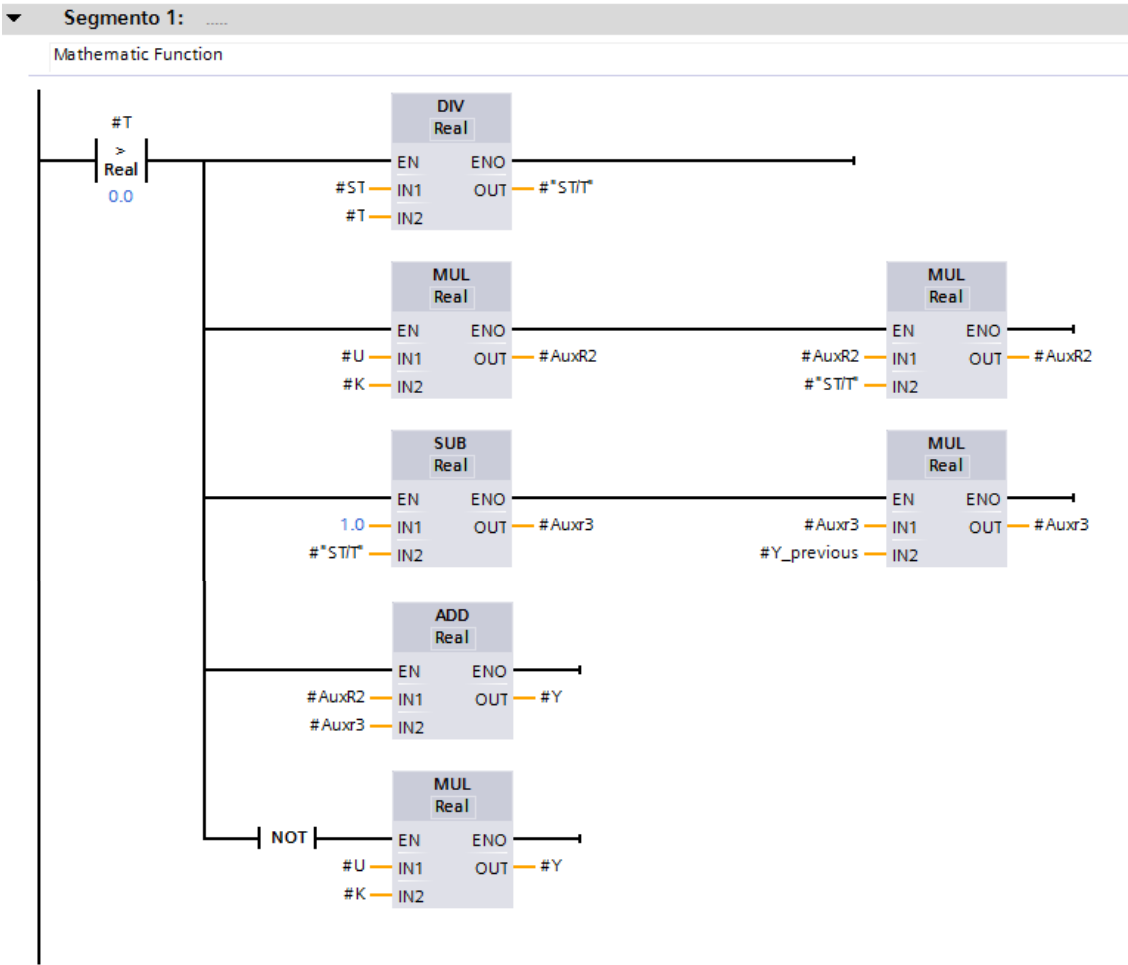 Segmento 1: .....
Mathematic Function
#T
>
Real
0.0
DIV
Real
EN ENO
#ST IN1 OUT #"ST/T"
#T IN2
MUL
Real
EN ENO
#U IN1 OUT #AuxR2
#K IN2
MUL
Real
EN ENO
#AuxR2 IN1 OUT #AuxR2
#"ST/T" IN2
SUB
Real
EN ENO
1.0 IN1 OUT #Auxr3
#"ST/T" IN2
MUL
Real
EN ENO
#Auxr3 IN1 OUT #Auxr3
#Y_previous IN2
ADD
Real
EN ENO
#AuxR2 IN1 OUT #Y
#Auxr3 IN2
NOT
MUL
Real
EN ENO
#U IN1 OUT #Y
#K IN2